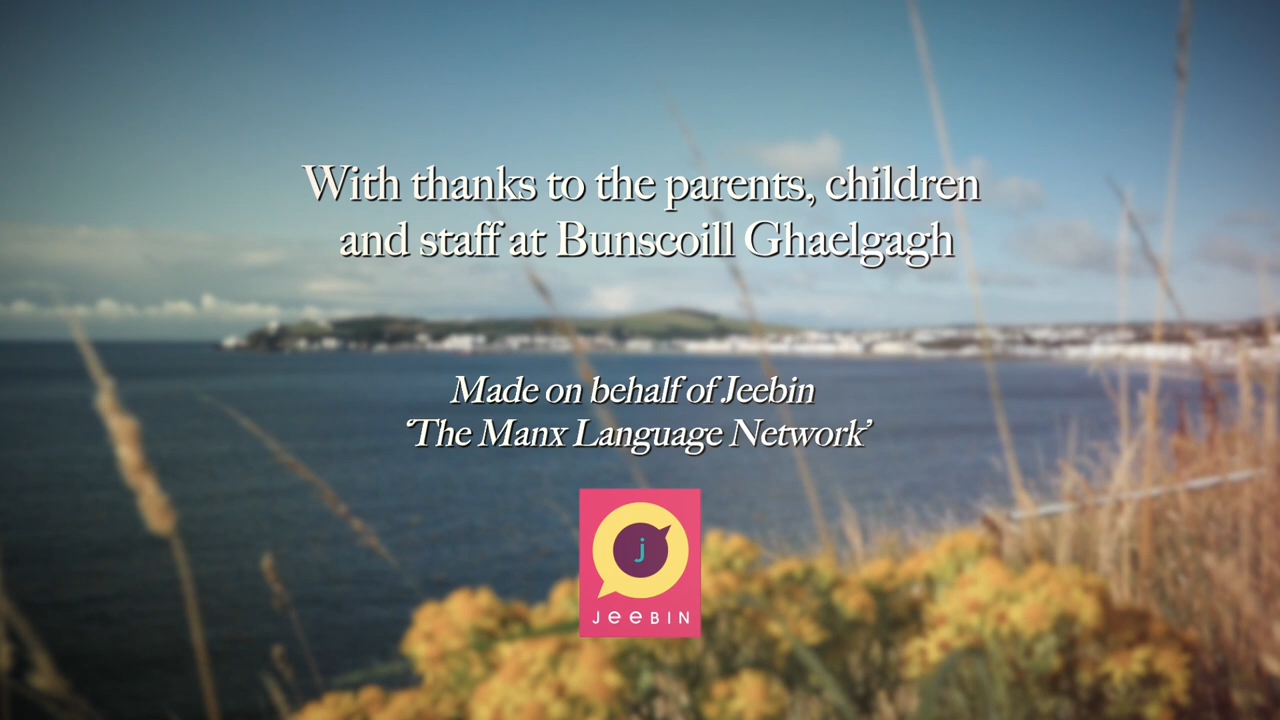 With thanks to the parents, children
and staff at Bunscoill Ghaelgagh
Made on behalf of Jeebin
‘The Manx Language Network’
j
JeeBIN